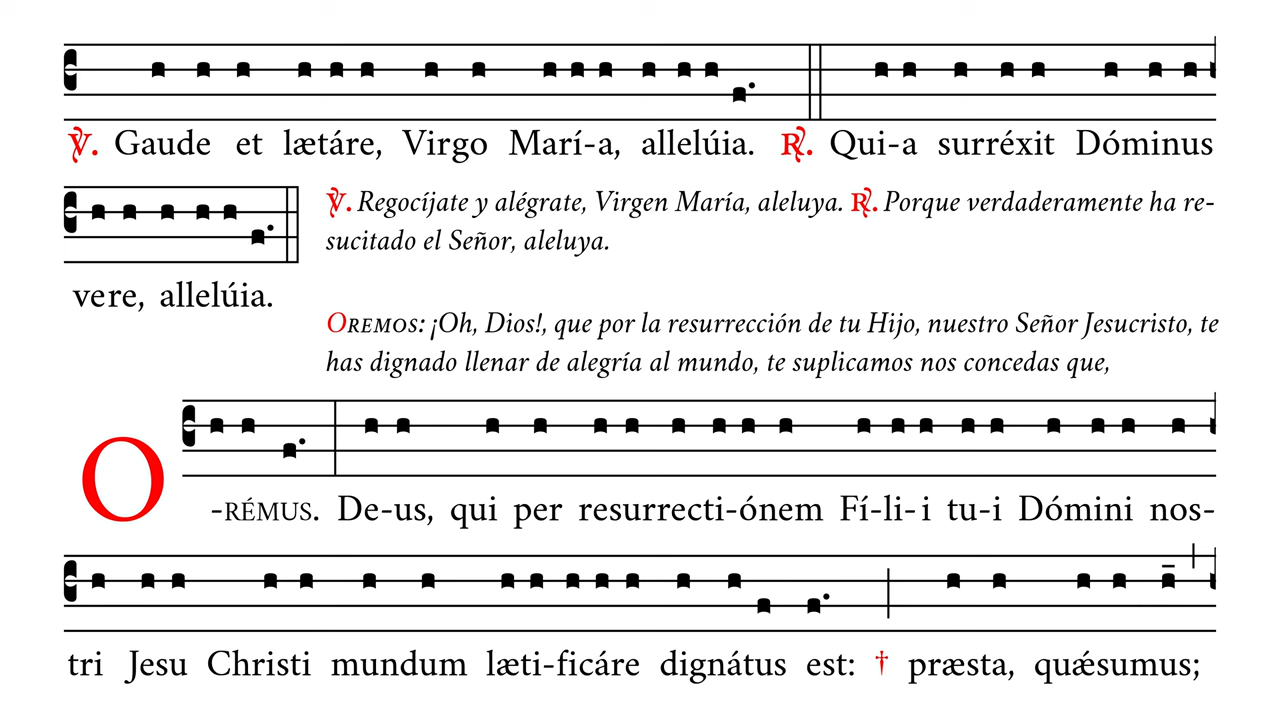 ℣. Gaude et lætáre, Virgo Marí-a, allelúia. ℟. Qui-a surréxit Dóminus
vere, allelúia.
℣. Regocíjate y alégrate, Virgen María, aleluya. ℟. Porque verdaderamente ha re-
sucitado el Señor, aleluya.
OREMOS: ¡Oh, Dios!, que por la resurrección de tu Hijo, nuestro Señor Jesucristo, te
has dignado llenar de alegría al mundo, te suplicamos nos concedas que,
O-RÉMUS. De-us, qui per resurrecti-ónem Fí-li-i tu-i Dómini nos-
tri Jesu Christi mundum læti-ficáre dignátus est: † præsta, quǽsumus;